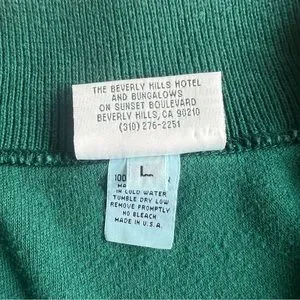 THE BEVERLY HILLS HOTEL
AND BUNGALOWS
ON SUNSET BOULEVARD
BEVERLY HILLS, CA 90210
(310) 276-2251
L
100
IN COLD WATER
TUMBLE DRY LOW
REMOVE PROMPTLY
NO BLEACH
MADE IN U.S.A.